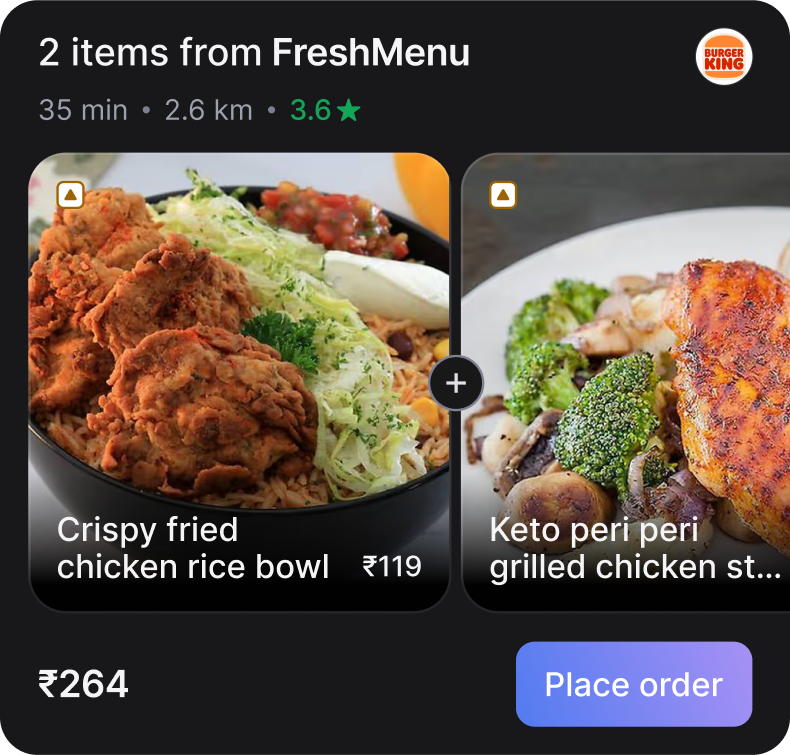 2 items from FreshMenu
BURGER
KING
35 min • 2.6 km • 3.6★
Crispy fried
chicken rice bowl ₹119
Keto peri peri
grilled chicken st...
₹264
Place order